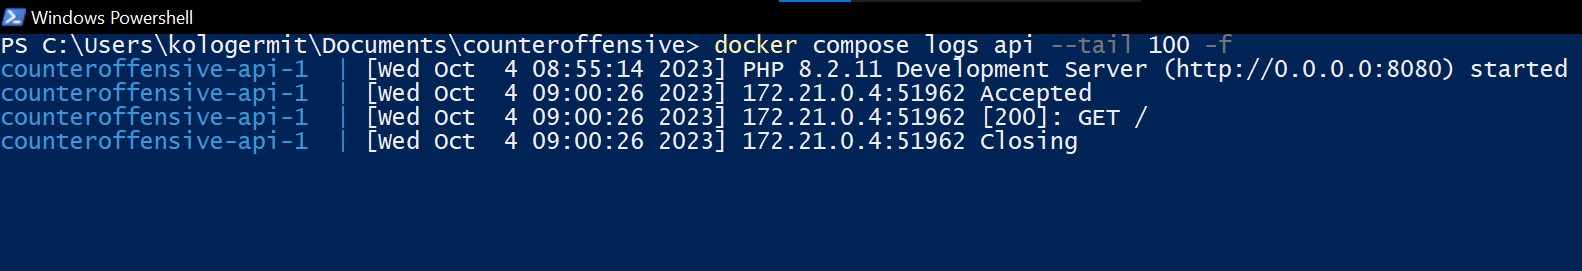 Windows Powershell
PS C:\Users\kologermit\Documents\counteroffensive> docker compose logs api --tail 100 -f
counteroffensive-api-1  | [Wed Oct  4 08:55:14 2023] PHP 8.2.11 Development Server (http://0.0.0.0:8080) started
counteroffensive-api-1  | [Wed Oct  4 09:00:26 2023] 172.21.0.4:51962 Accepted
counteroffensive-api-1  | [Wed Oct  4 09:00:26 2023] 172.21.0.4:51962 [200]: GET /
counteroffensive-api-1  | [Wed Oct  4 09:00:26 2023] 172.21.0.4:51962 Closing